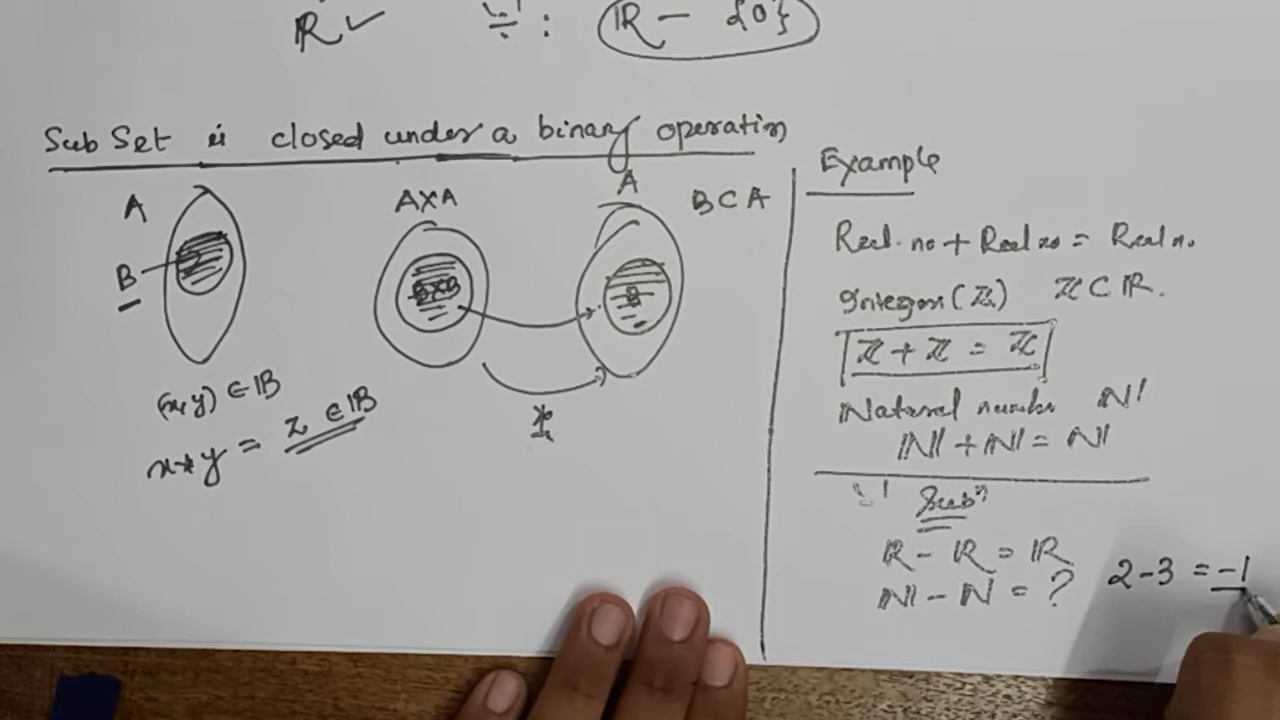 R ✓ '-' ÷ : R - {0}
Sub Set is closed under a binary operation
A
B
A×A
B×B
A
B
B ⊂ A
*
(x, y) ∈ B
x * y = z ∈ B
Example
Real. no + Real no = Real no.
Integers (Z) Z ⊂ R.
Z + Z = Z
Natural number N
N + N = N
'-' Subⁿ
R - R = R
N - N = ? 2 - 3 = -1